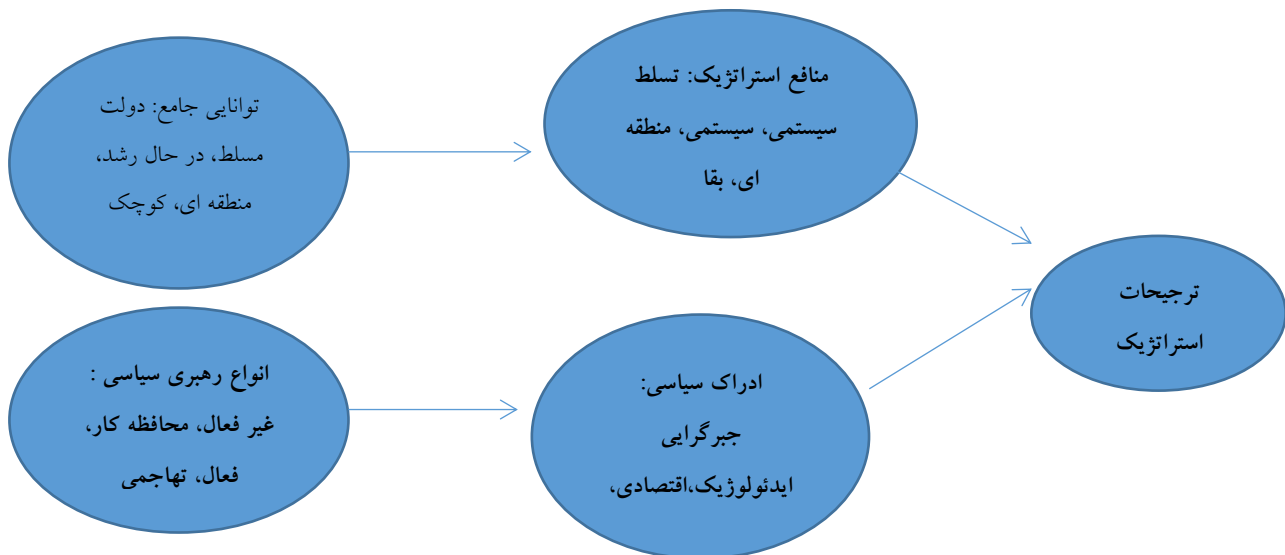 توانایی جامع: دولت
مسلط، در حال رشد،
منطقه ای، کوچک
منافع استراتژیک: تسلط
سیستمی، سیستمی، منطقه
ای، بقا
ترجیحات
استراتژیک
انواع رهبری سیاسی :
غیر فعال، محافظه کار،
فعال، تهاجمی
ادراک سیاسی:
جبرگرایی
ایدئولوژیک،اقتصادی،